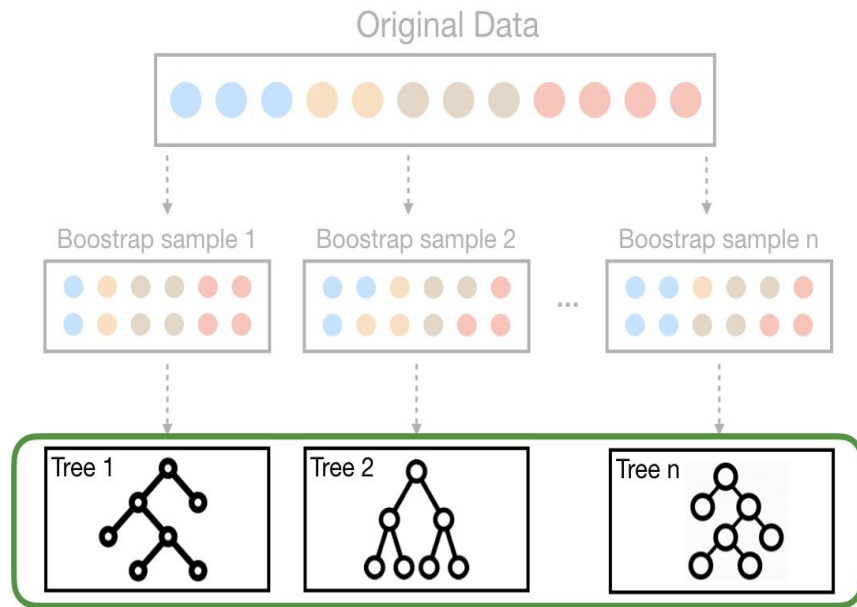 Original Data
Boostrap sample 1
Boostrap sample 2
Boostrap sample n
...
Tree 1
Tree 2
Tree n